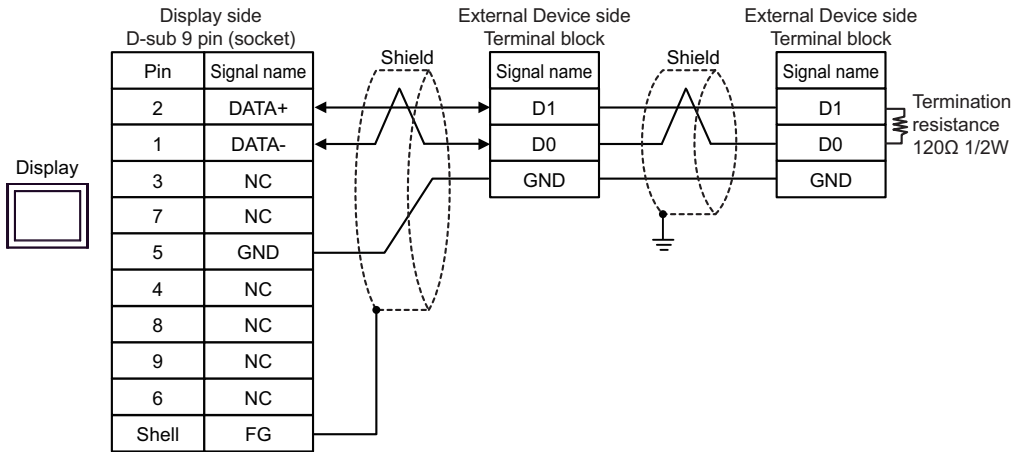 Display side
D-sub 9 pin (socket)
External Device side
Terminal block
External Device side
Terminal block
Shield
Shield
Pin Signal name
2 DATA+
1 DATA-
3 NC
7 NC
5 GND
4 NC
8 NC
9 NC
6 NC
Shell FG
Display
Signal name
D1
D0
GND
Signal name
D1
D0
GND
Termination
resistance
120Ω 1/2W